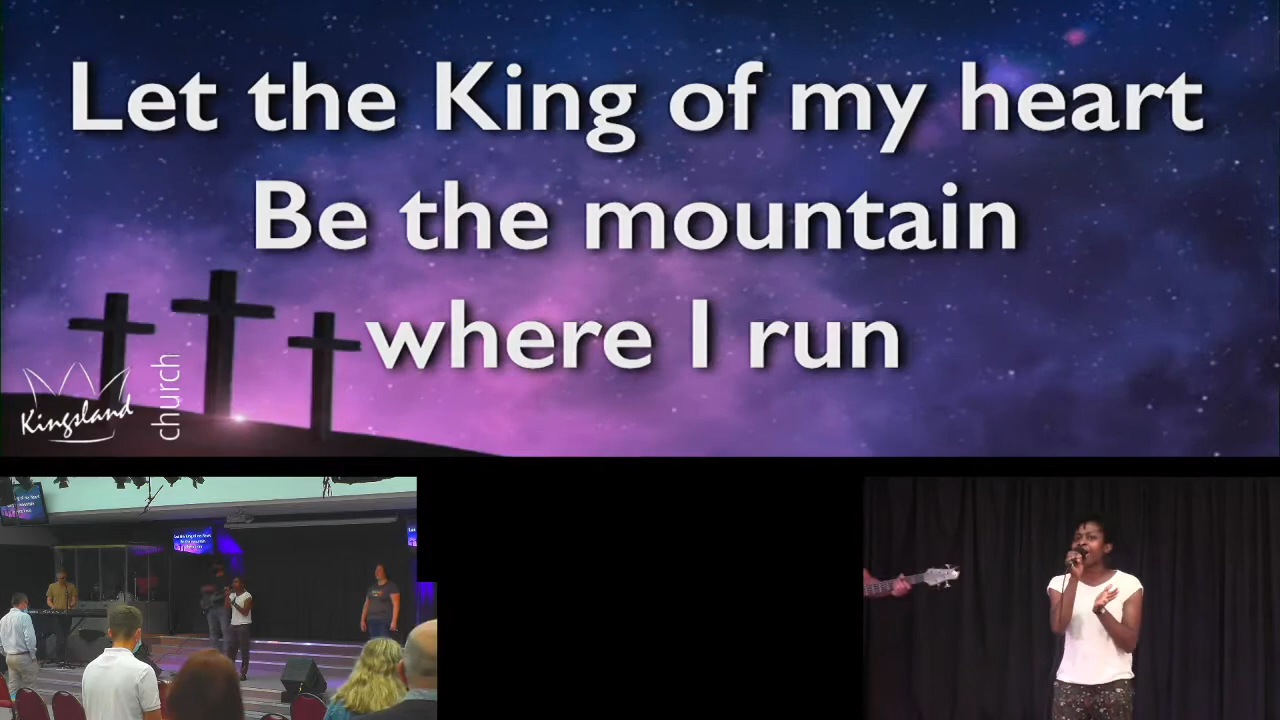 Let the King of my heart
Be the mountain
where I run
Kingsland
church